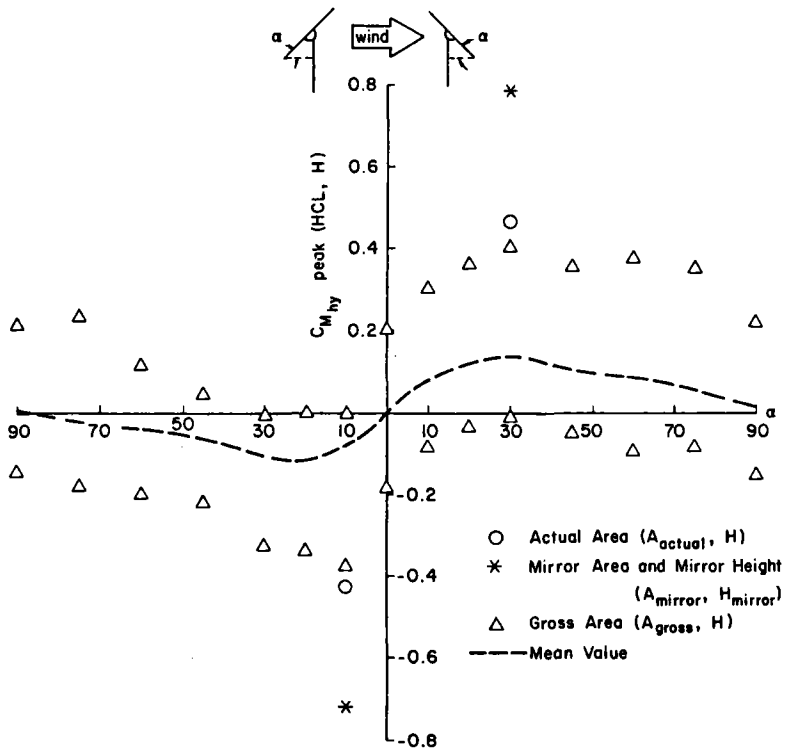 α
wind
α
γ
γ
0.8
0.6
0.4
0.2
C_Mhy peak (HCL, H)
90 70 50 30 10 10 30 50 70 90 α
-0.2
-0.4
-0.6
-0.8
○ Actual Area (A_actual, H)
* Mirror Area and Mirror Height
(A_mirror, H_mirror)
△ Gross Area (A_gross, H)
--- Mean Value